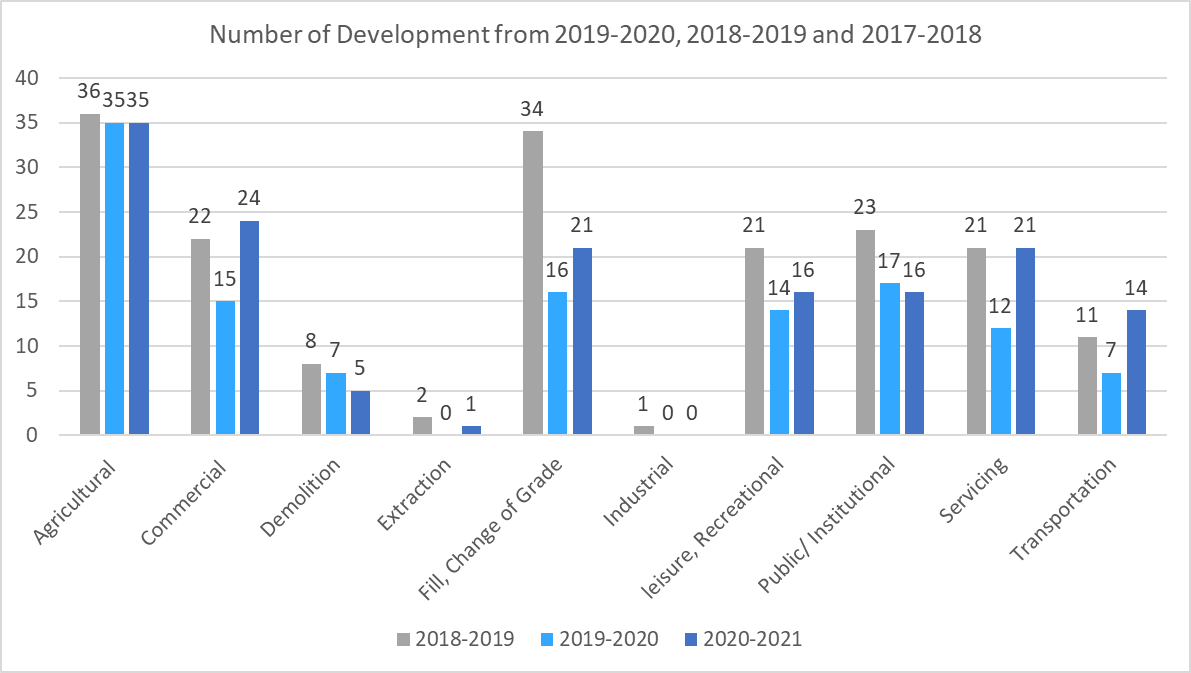 Number of Development from 2019-2020, 2018-2019 and 2017-2018
40
35
30
25
20
15
10
5
0
36 35 35
22 15 24
8 7 5
2 0 1
34 16 21
1 0 0
21 14 16
23 17 16
21 12 21
11 7 14
Agricultural
Commercial
Demolition
Extraction
Fill, Change of Grade
Industrial
leisure, Recreational
Public/ Institutional
Servicing
Transportation
2018-2019 2019-2020 2020-2021